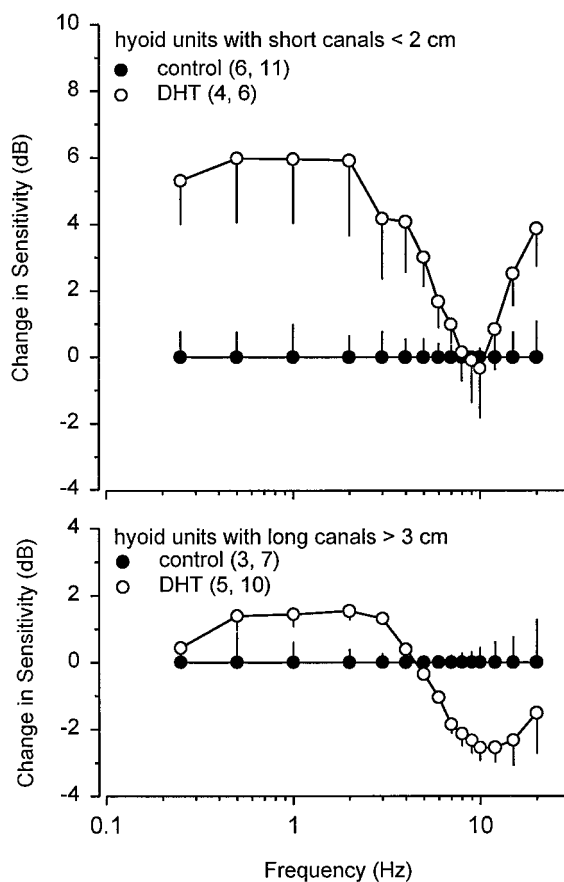 10
8
6
4
2
0
-2
-4
Change in Sensitivity (dB)
hyoid units with short canals < 2 cm
control (6, 11)
DHT (4, 6)
4
2
0
-2
-4
Change in Sensitivity (dB)
hyoid units with long canals > 3 cm
control (3, 7)
DHT (5, 10)
0.1
1
10
Frequency (Hz)